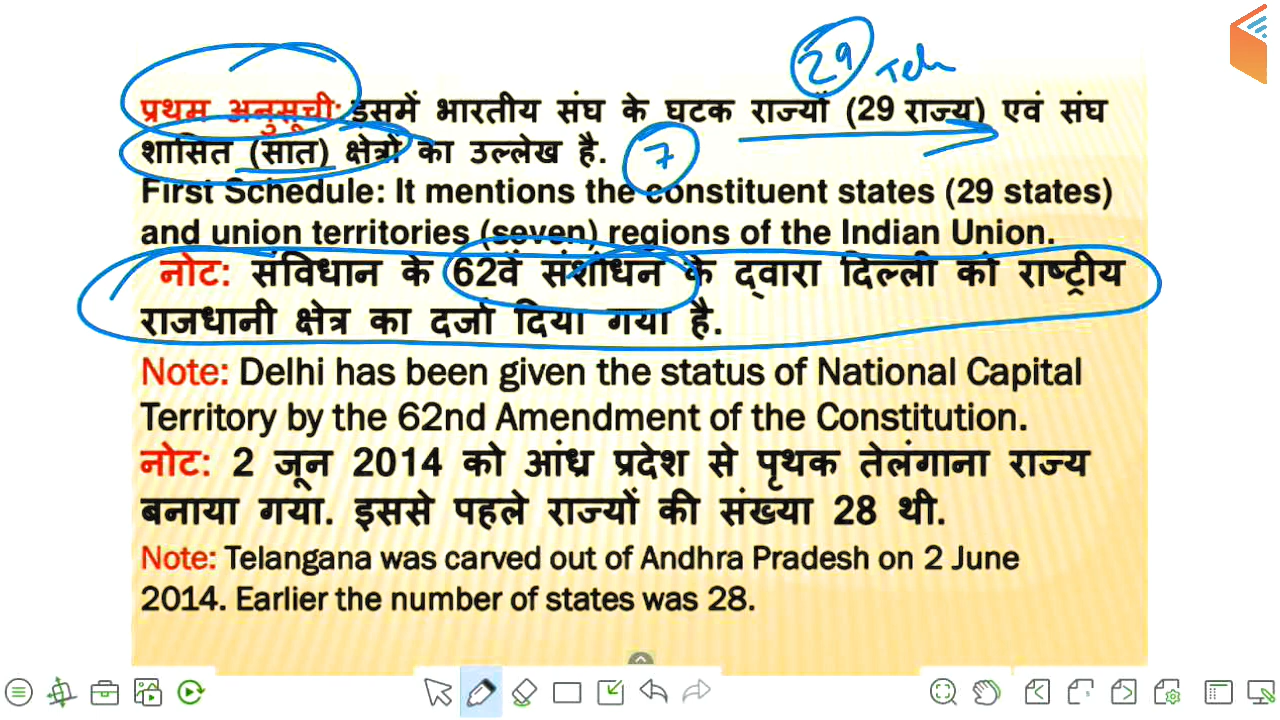 29 Teln
प्रथम अनुसूची: इसमें भारतीय संघ के घटक राज्यों (29 राज्य) एवं संघ
शासित (सात) क्षेत्रों का उल्लेख है.
7
First Schedule: It mentions the constituent states (29 states)
and union territories (seven) regions of the Indian Union.
नोट: संविधान के 62वें संशोधन के द्वारा दिल्ली को राष्ट्रीय
राजधानी क्षेत्र का दर्जा दिया गया है.
Note: Delhi has been given the status of National Capital
Territory by the 62nd Amendment of the Constitution.
नोट: 2 जून 2014 को आंध्र प्रदेश से पृथक तेलंगाना राज्य
बनाया गया. इससे पहले राज्यों की संख्या 28 थी.
Note: Telangana was carved out of Andhra Pradesh on 2 June
2014. Earlier the number of states was 28.